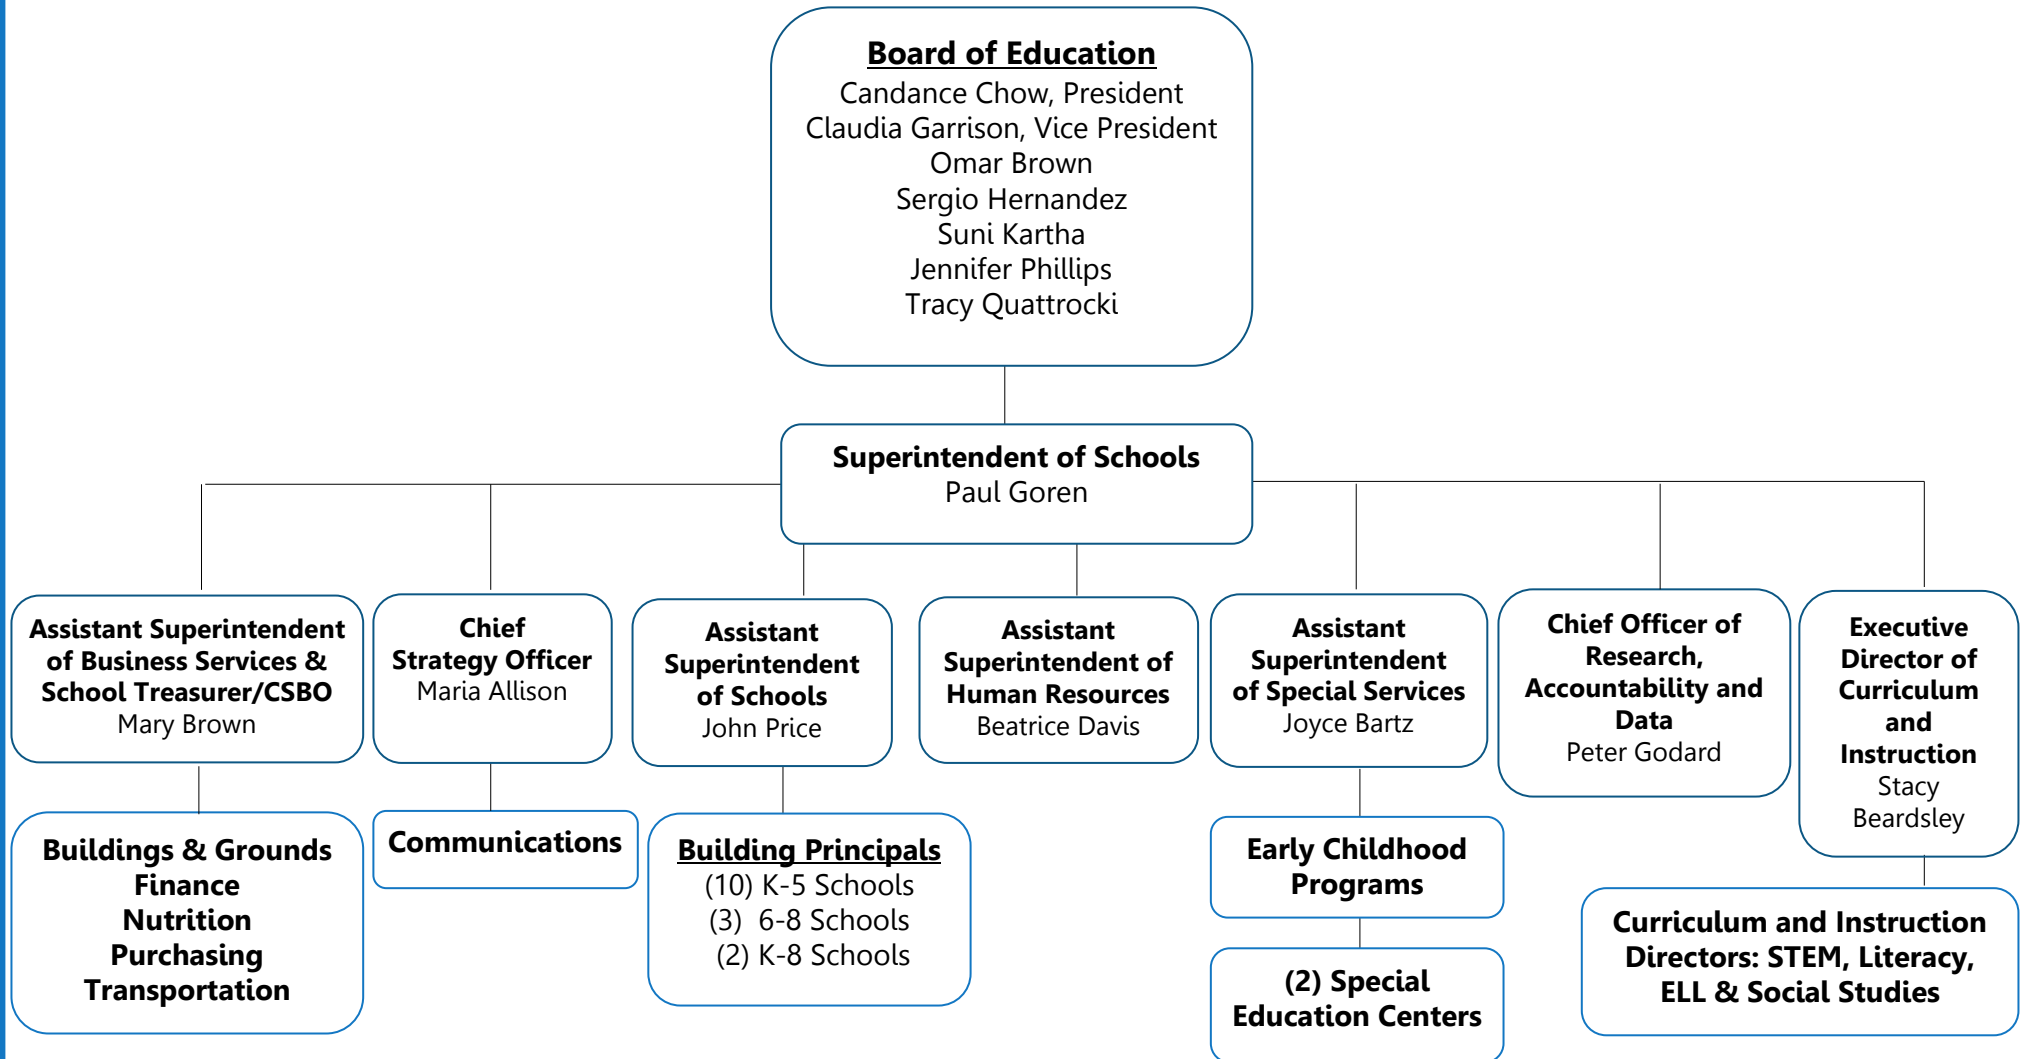 Board of Education
Candance Chow, President
Claudia Garrison, Vice President
Omar Brown
Sergio Hernandez
Suni Kartha
Jennifer Phillips
Tracy Quattrocki
Superintendent of Schools
Paul Goren
Assistant Superintendent
of Business Services &
School Treasurer/CSBO
Mary Brown
Chief
Strategy Officer
Maria Allison
Assistant
Superintendent
of Schools
John Price
Assistant
Superintendent of
Human Resources
Beatrice Davis
Assistant
Superintendent
of Special Services
Joyce Bartz
Chief Officer of
Research,
Accountability and
Data
Peter Godard
Executive
Director of
Curriculum
and
Instruction
Stacy
Beardsley
Buildings & Grounds
Finance
Nutrition
Purchasing
Transportation
Communications
Building Principals
(10) K-5 Schools
(3) 6-8 Schools
(2) K-8 Schools
Early Childhood
Programs
(2) Special
Education Centers
Curriculum and Instruction
Directors: STEM, Literacy,
ELL & Social Studies